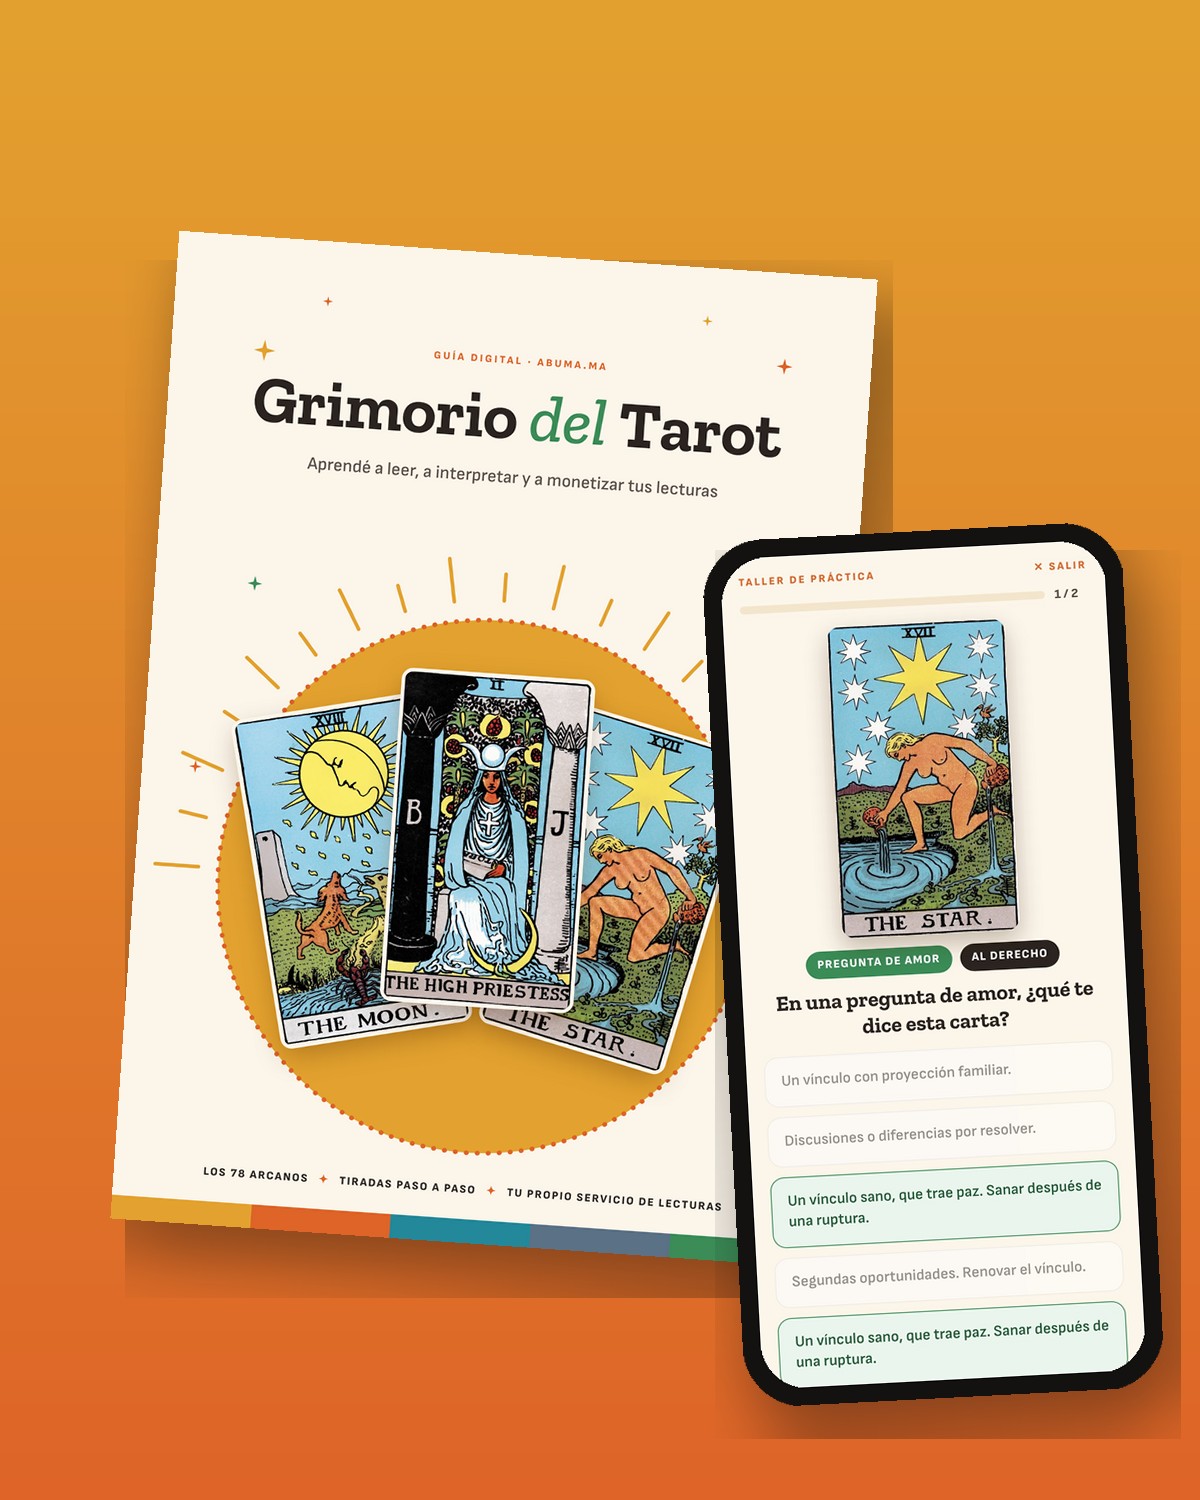 GUÍA DIGITAL · ABUMA.MA
Grimorio del Tarot
Aprendé a leer, a interpretar y a monetizar tus lecturas
XVIII
THE MOON.
II
B
J
THE HIGH PRIESTESS
XVII
THE STAR.
LOS 78 ARCANOS ✦ TIRADAS PASO A PASO ✦ TU PROPIO SERVICIO DE LECTURAS
TALLER DE PRÁCTICA
✕ SALIR
1/2
XVII
THE STAR.
PREGUNTA DE AMOR
AL DERECHO
En una pregunta de amor, ¿qué te
dice esta carta?
Un vínculo con proyección familiar.
Discusiones o diferencias por resolver.
Un vínculo sano, que trae paz. Sanar después de
una ruptura.
Segundas oportunidades. Renovar el vínculo.
Un vínculo sano, que trae paz. Sanar después de
una ruptura.